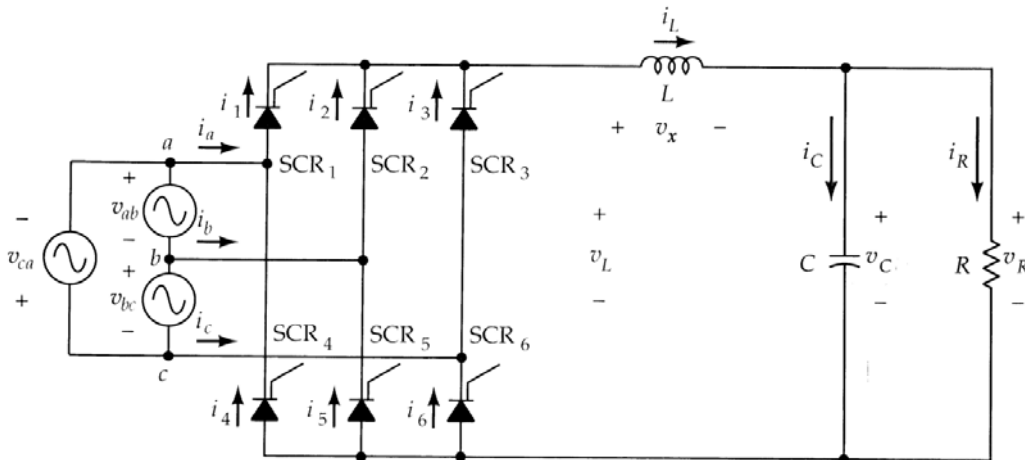 i_L
L
+ v_x −
i_1
i_2
i_3
i_a
a
SCR_1
SCR_2
SCR_3
i_C
i_R
−
v_ca
+
+
v_ab
−
i_b
b
+
v_bc
−
i_c
c
+
v_L
−
C
+
v_C
−
R
+
v_R
−
SCR_4
SCR_5
SCR_6
i_4
i_5
i_6